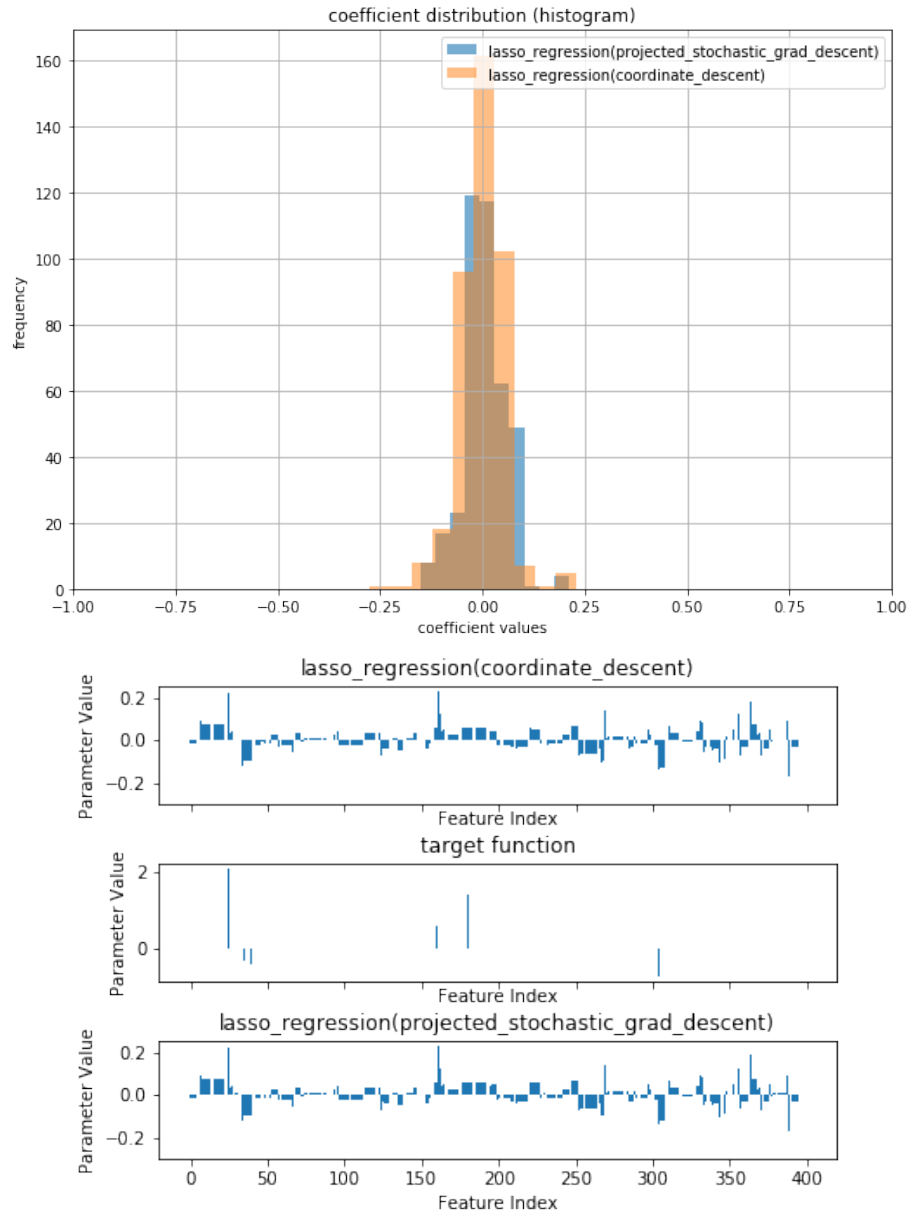 coefficient distribution (histogram)
lasso_regression(projected_stochastic_grad_descent)
lasso_regression(coordinate_descent)
frequency
160
140
120
100
80
60
40
20
0
-1.00 -0.75 -0.50 -0.25 0.00 0.25 0.50 0.75 1.00
coefficient values
lasso_regression(coordinate_descent)
Parameter Value
0.2
0.0
−0.2
Feature Index
target function
Parameter Value
2
0
Feature Index
lasso_regression(projected_stochastic_grad_descent)
Parameter Value
0.2
0.0
−0.2
0 50 100 150 200 250 300 350 400
Feature Index